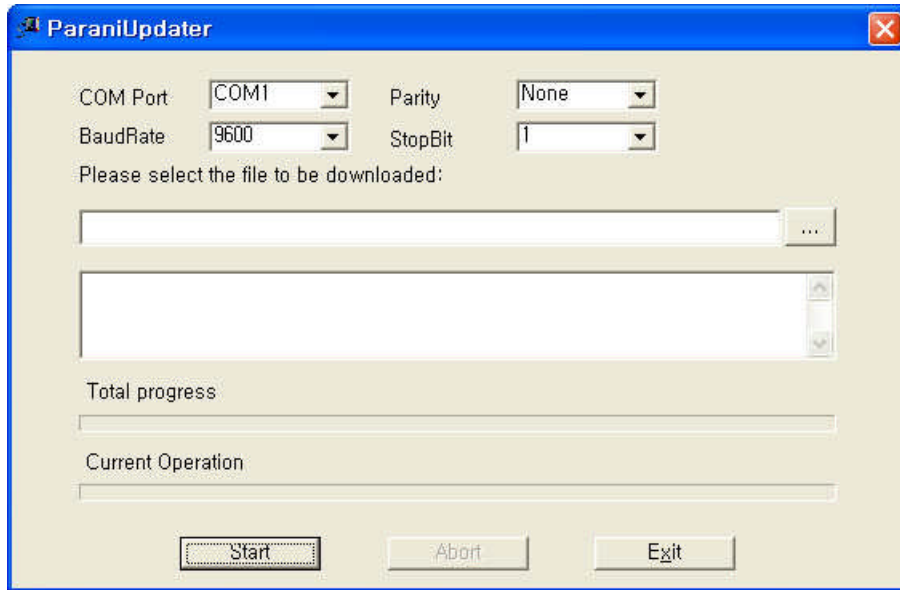 ParaniUpdater
COM Port COM1 Parity None
BaudRate 9600 StopBit 1
Please select the file to be downloaded:
...
Total progress
Current Operation
Start Abort Exit